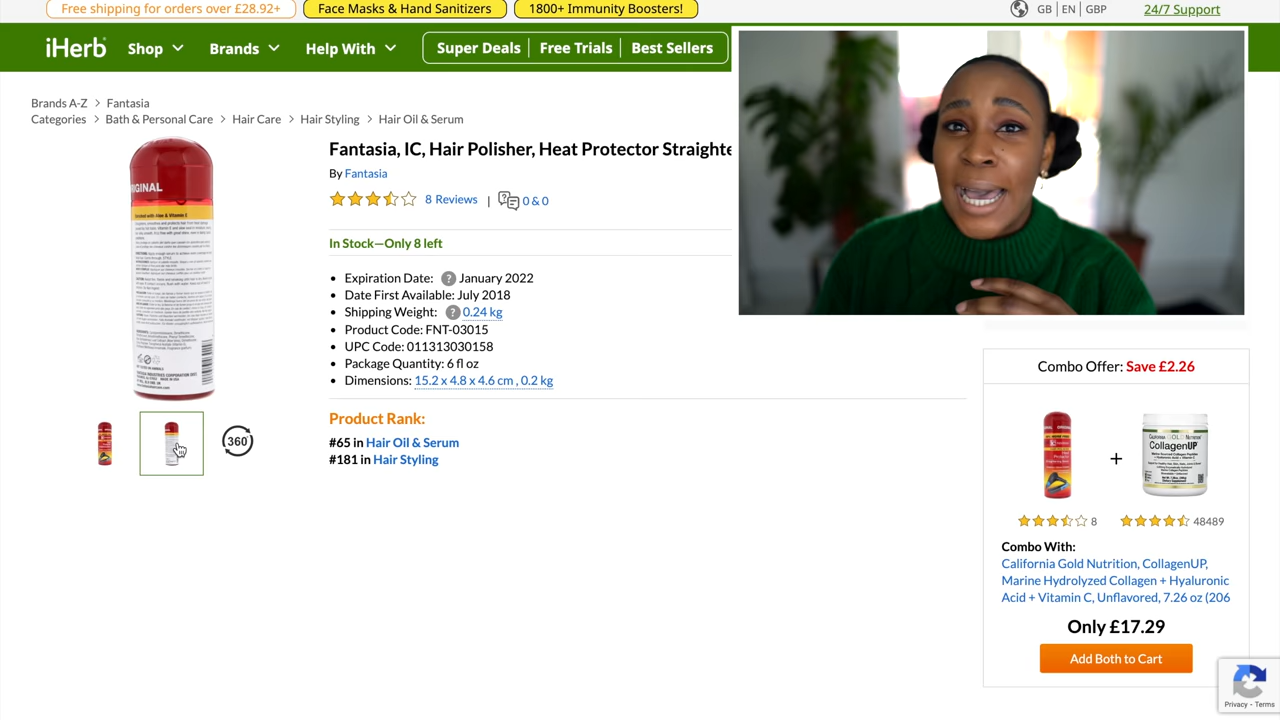 Free shipping for orders over £28.92+
Face Masks & Hand Sanitizers
1800+ Immunity Boosters!
GB | EN | GBP
24/7 Support
iHerb
Shop
Brands
Help With
Super Deals
Free Trials
Best Sellers
Brands A-Z > Fantasia
Categories > Bath & Personal Care > Hair Care > Hair Styling > Hair Oil & Serum
Fantasia, IC, Hair Polisher, Heat Protector Straighte
By Fantasia
8 Reviews | 0 & 0
In Stock—Only 8 left
January 2022
Date First Available: July 2018
Shipping Weight: 0.24 kg
Product Code: FNT-03015
UPC Code: 011313030158
Package Quantity: 6 fl oz
Dimensions: 15.2 x 4.8 x 4.6 cm , 0.2 kg
Product Rank:
#65 in Hair Oil & Serum
#181 in Hair Styling
360
Combo Offer: Save £2.26
CALIFORNIA GOLD NUTRITION
CollagenUP
+
8
48489
Combo With:
California Gold Nutrition, CollagenUP,
Marine Hydrolyzed Collagen + Hyaluronic
Acid + Vitamin C, Unflavored, 7.26 oz (206
Only £17.29
Add Both to Cart
Privacy - Terms